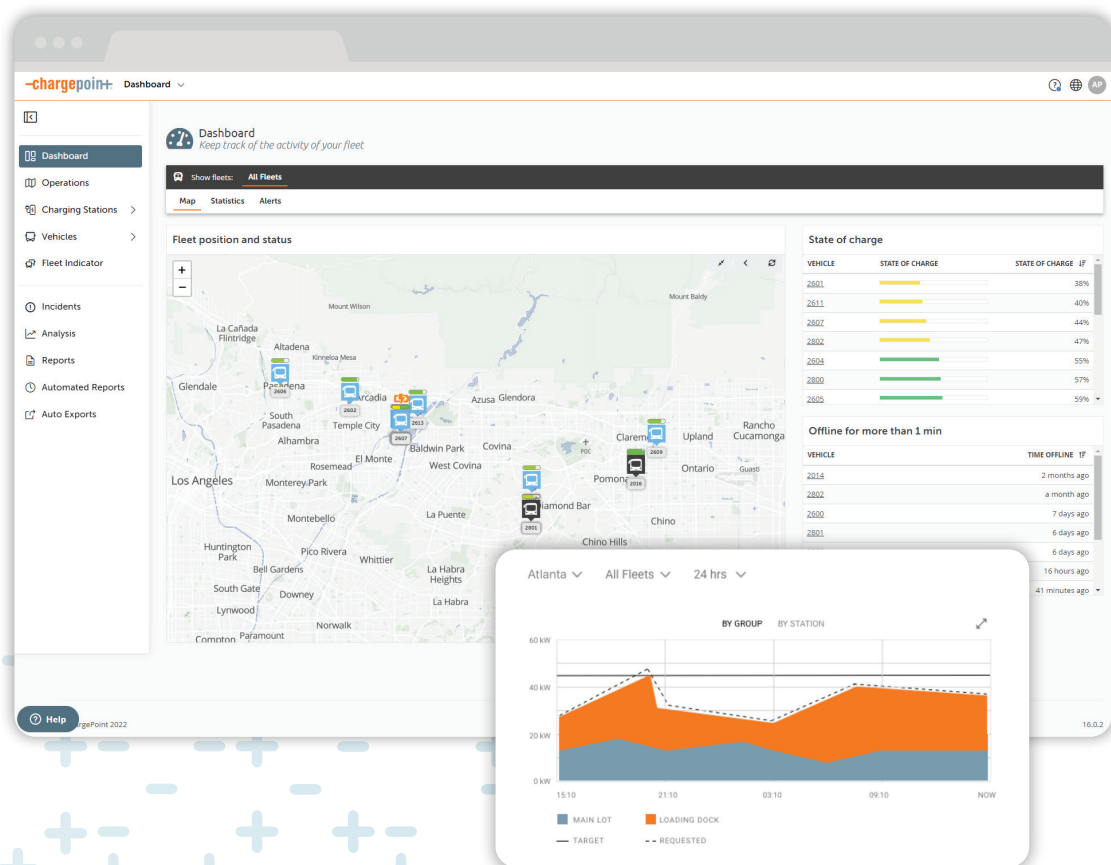 chargepoin+
Dashboard
AP
Dashboard
Keep track of the activity of your fleet
Dashboard
Operations
Charging Stations
Vehicles
Fleet Indicator
Incidents
Analysis
Reports
Automated Reports
Auto Exports
Show fleets: All Fleets
Map Statistics Alerts
Fleet position and status
+
−
Mount Wilson
Mount Baldy
La Cañada
Flintridge
Altadena
Kinneloa Mesa
Glendale
Pasadena
2606
Arcadia
2602
Azusa Glendora
South
Pasadena
Temple City
2613
2607
Alhambra
Baldwin Park
Covina
El Monte
Rosemead
West Covina
Los Angeles
Monterey Park
POC
2609
Upland
Rancho
Cucamonga
Ontario
Guasti
2016
Montebello
La Puente
Diamond Bar
2801
Chino
Chino Hills
Huntington
Park
Pico Rivera
Whittier
Bell Gardens
La Habra
Heights
South Gate
Downey
La Habra
Lynwood
Norwalk
Compton
Paramount
State of charge
VEHICLE STATE OF CHARGE STATE OF CHARGE
2601 38%
2611 40%
2607 44%
2802 47%
2604 55%
2800 57%
2605 59%
Offline for more than 1 min
VEHICLE TIME OFFLINE
2014 2 months ago
2802 a month ago
2600 7 days ago
2801 6 days ago
6 days ago
16 hours ago
41 minutes ago
Atlanta All Fleets 24 hrs
BY GROUP BY STATION
60 kW
40 kW
20 kW
0 kW
15:10 21:10 03:10 09:10 NOW
MAIN LOT LOADING DOCK
TARGET REQUESTED
Help
2022
16.0.2